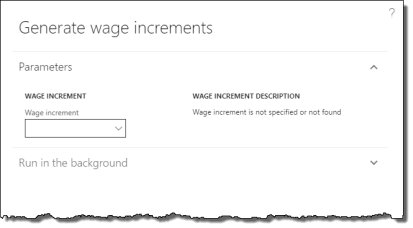 ?
Generate wage increments
Parameters
WAGE INCREMENT
Wage increment
WAGE INCREMENT DESCRIPTION
Wage increment is not specified or not found
Run in the background